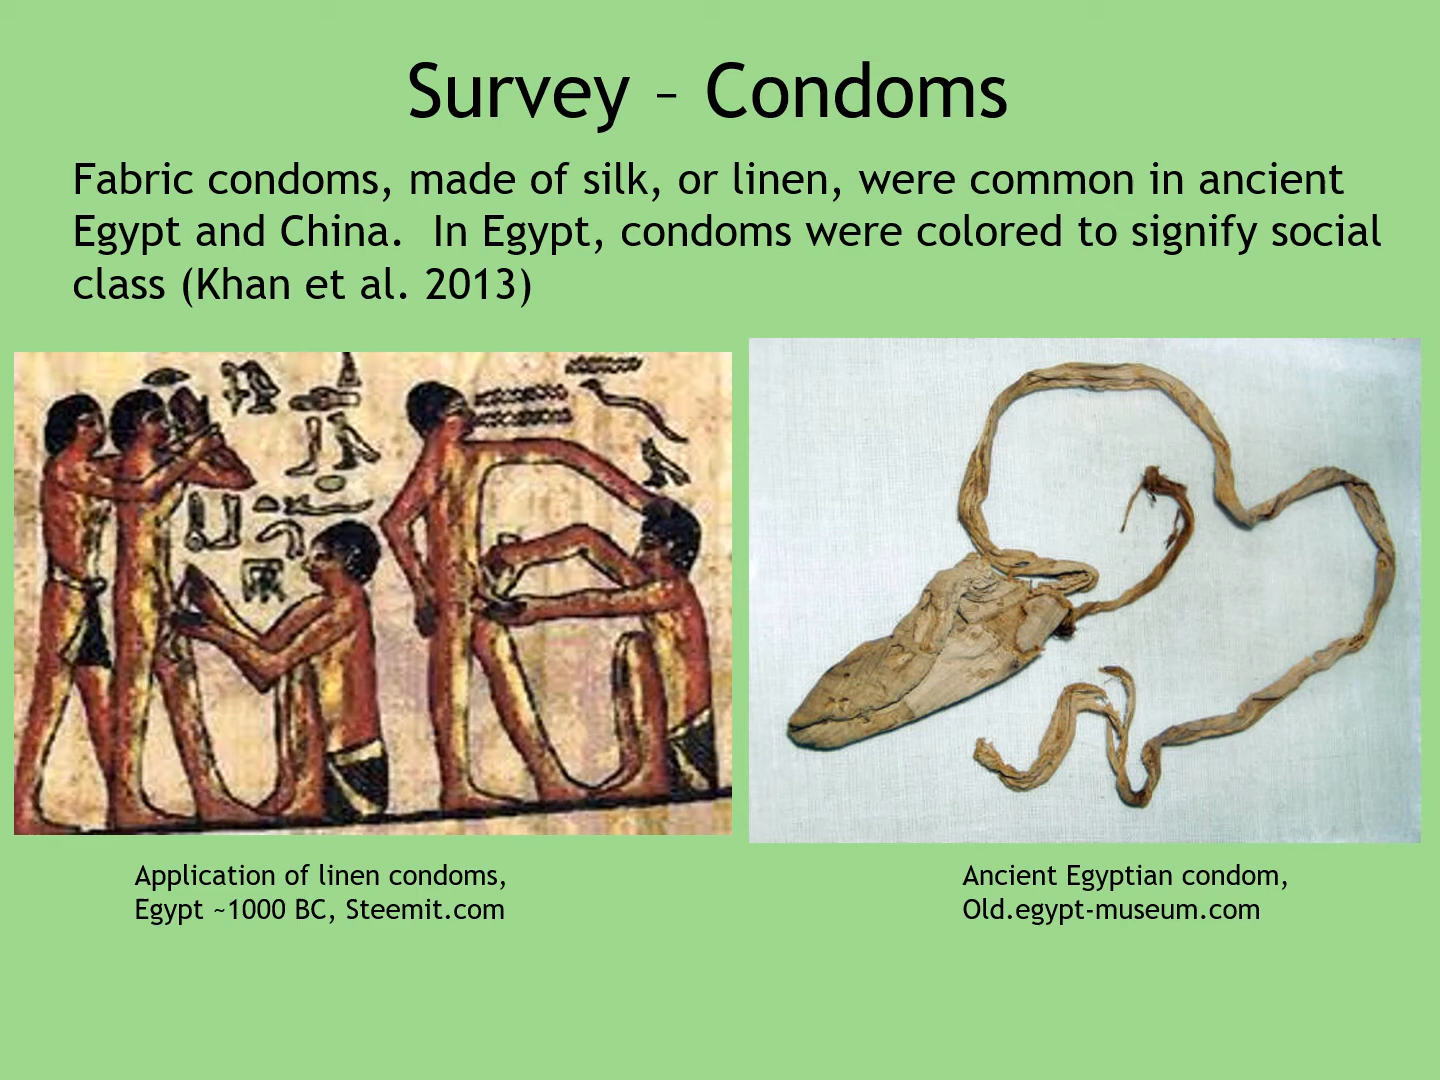 Survey – Condoms
Fabric condoms, made of silk, or linen, were common in ancient
Egypt and China.  In Egypt, condoms were colored to signify social
class (Khan et al. 2013)
Application of linen condoms,
Egypt ~1000 BC, Steemit.com
Ancient Egyptian condom,
Old.egypt-museum.com